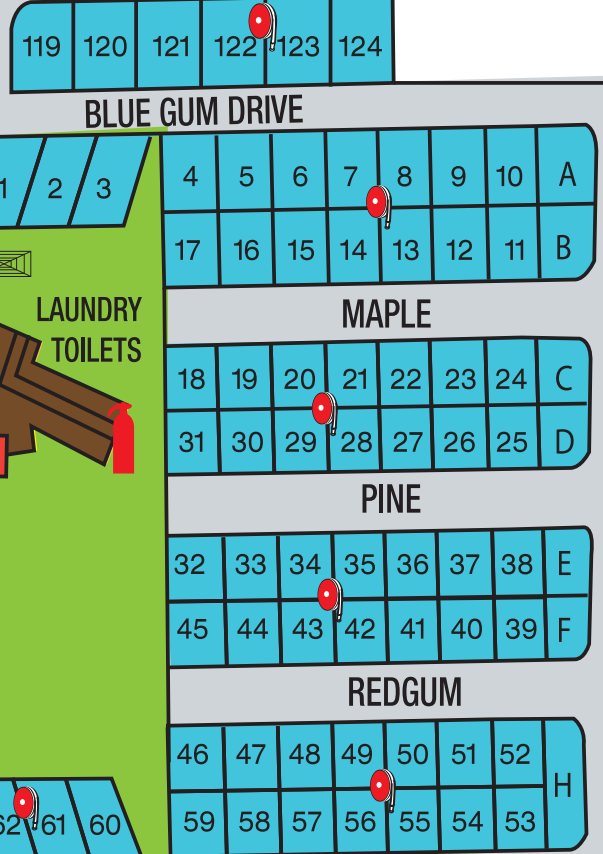 119 120 121 122 123 124
BLUE GUM DRIVE
1 2 3
4 5 6 7 8 9 10 A
17 16 15 14 13 12 11 B
LAUNDRY
TOILETS
MAPLE
18 19 20 21 22 23 24 C
31 30 29 28 27 26 25 D
PINE
32 33 34 35 36 37 38 E
45 44 43 42 41 40 39 F
REDGUM
46 47 48 49 50 51 52 H
59 58 57 56 55 54 53
62 61 60